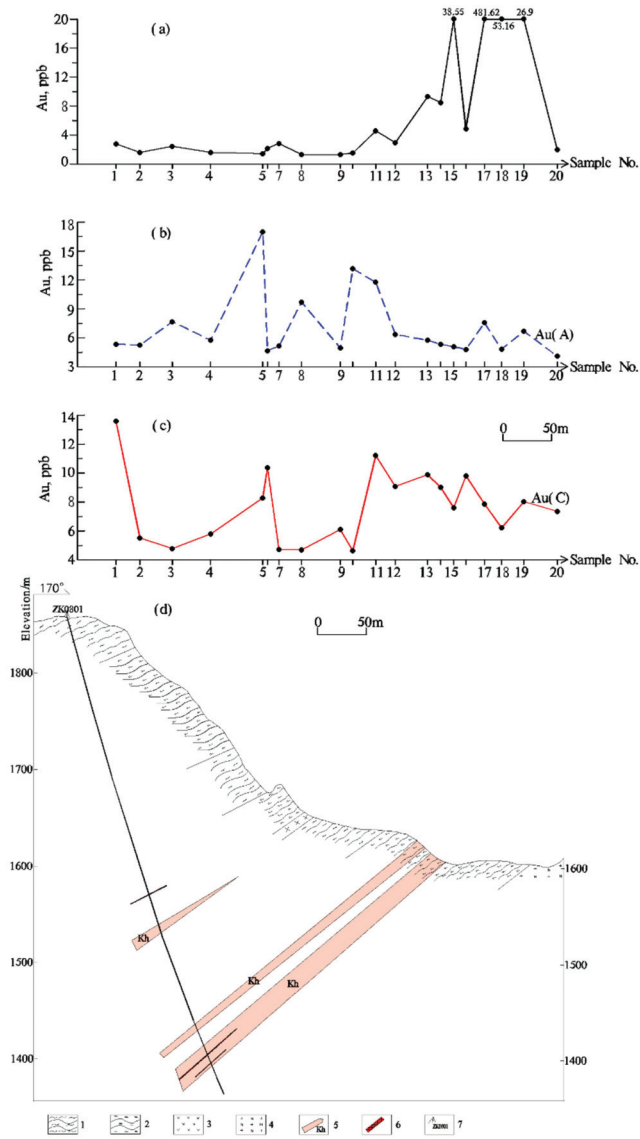 (a)
38.55 481.62 26.9
53.16
20
16
12
8
4
2
0
Au, ppb
1 2 3 4 5 7 8 9 11 12 13 15 17 18 19 20
Sample No.
(b)
18
15
12
9
6
3
Au, ppb
Au(A)
1 2 3 4 5 7 8 9 11 12 13 15 17 18 19 20
Sample No.
(c)
0 50m
14
12
10
8
6
4
Au, ppb
Au(C)
1 2 3 4 5 7 8 9 11 12 13 15 17 18 19 20
Sample No.
(d)
Elevation/m
170°
ZK0801
0 50m
1800
1700
1600 1600
1500 1500
1400 1400
Kh
Kh
Kh
1 2 3 4 Kh 5 6 7